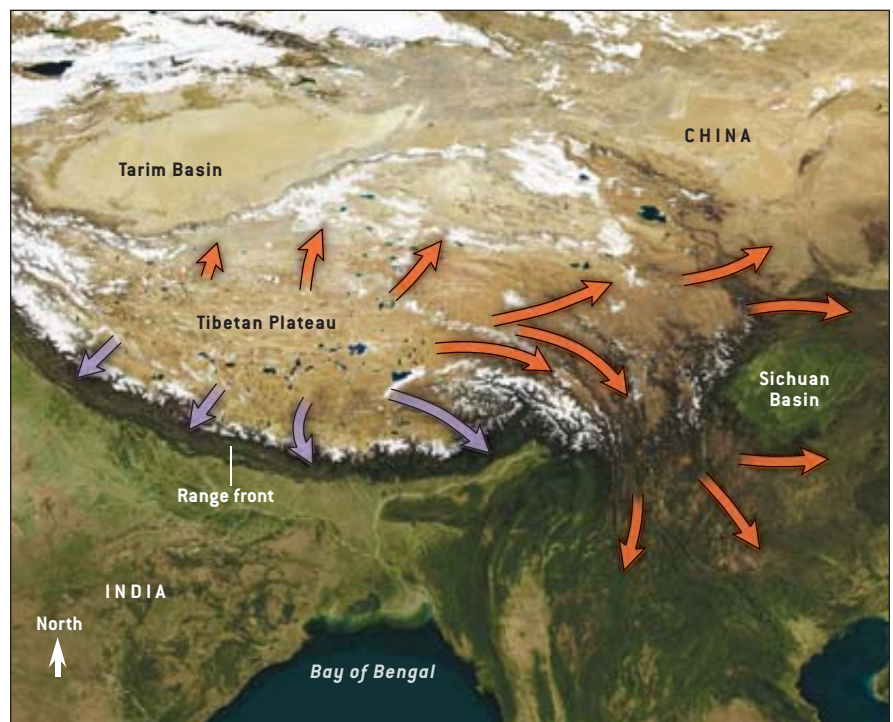 CHINA
Tarim Basin
Tibetan Plateau
Sichuan
Basin
Range front
INDIA
North
Bay of Bengal